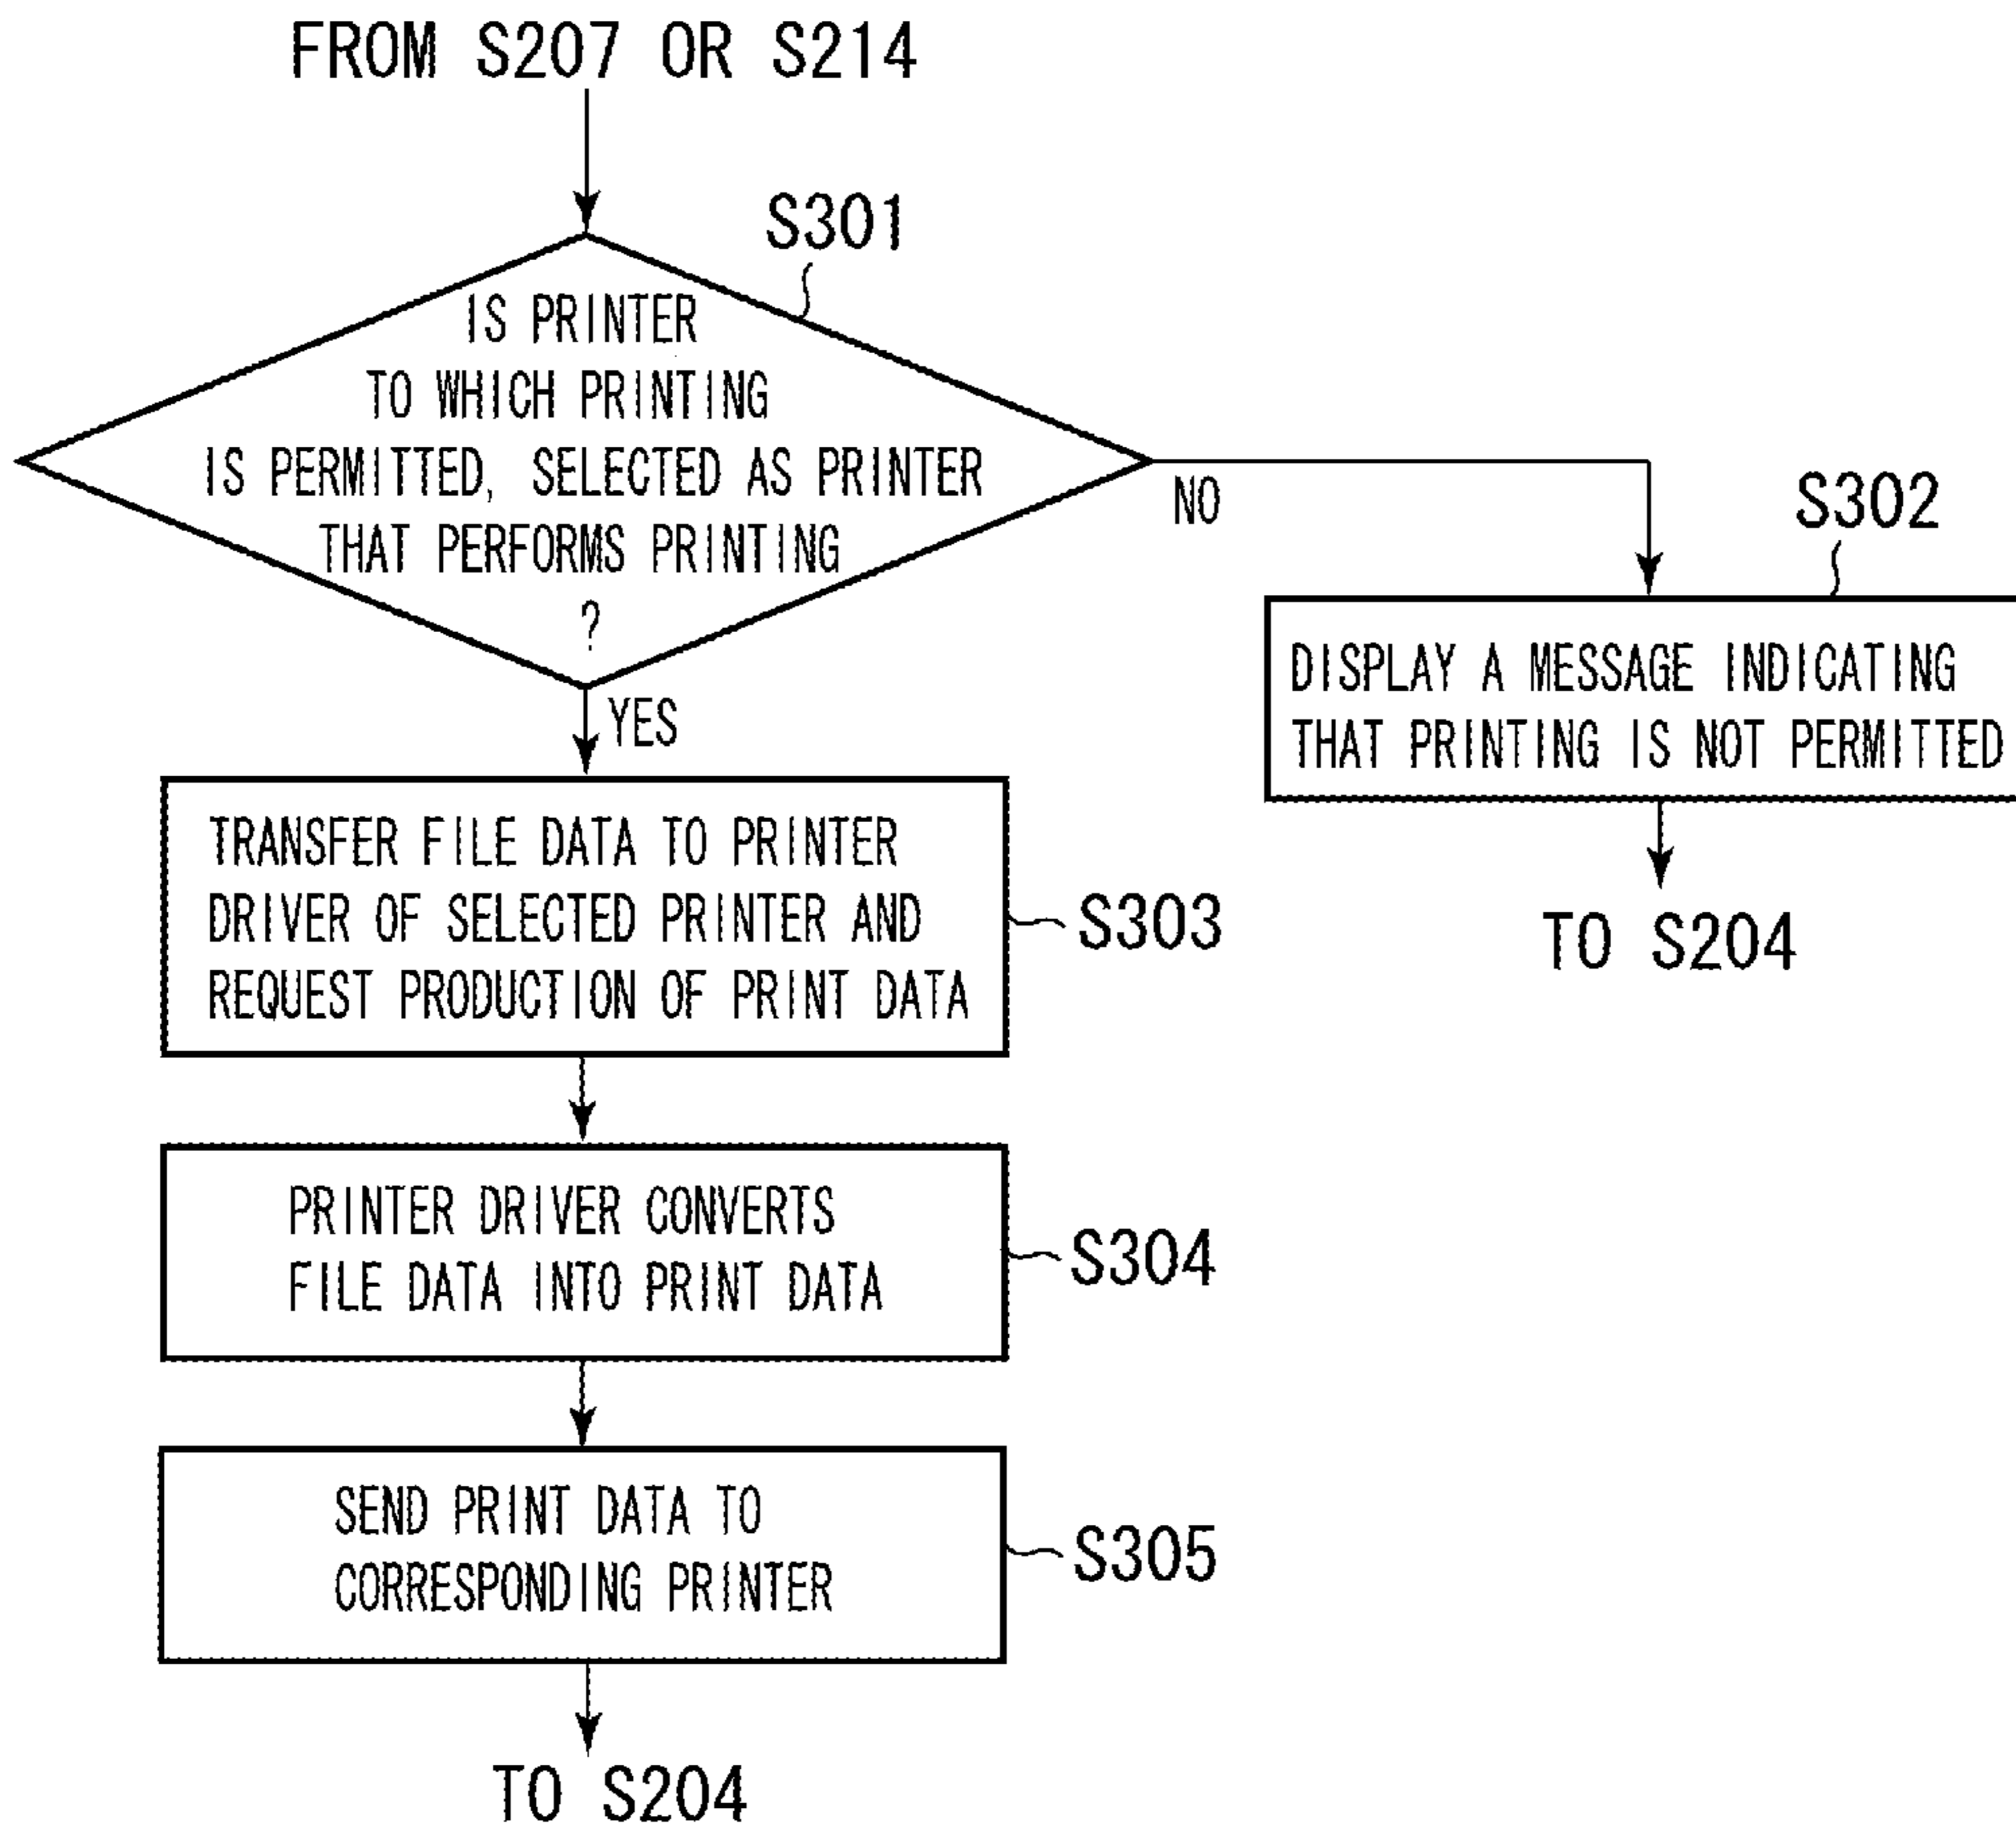 FROM S207 OR S214
S301
IS PRINTER
TO WHICH PRINTING
IS PERMITTED, SELECTED AS PRINTER
THAT PERFORMS PRINTING
?
NO
YES
S302
DISPLAY A MESSAGE INDICATING
THAT PRINTING IS NOT PERMITTED
TO S204
TRANSFER FILE DATA TO PRINTER
DRIVER OF SELECTED PRINTER AND
REQUEST PRODUCTION OF PRINT DATA
S303
PRINTER DRIVER CONVERTS
FILE DATA INTO PRINT DATA
S304
SEND PRINT DATA TO
CORRESPONDING PRINTER
S305
TO S204